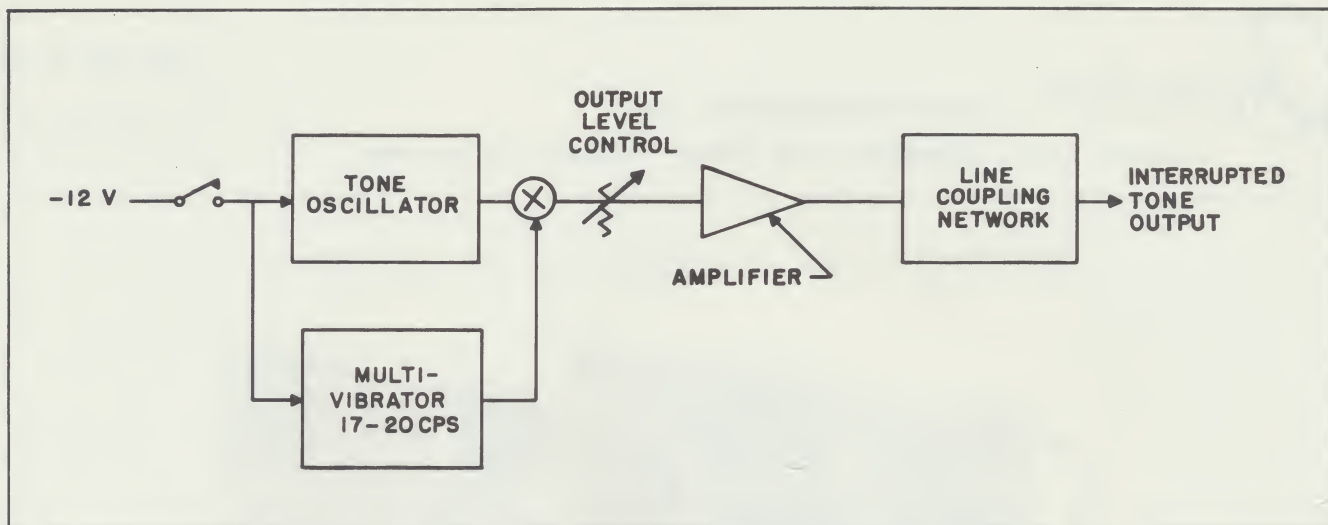 OUTPUT
LEVEL
CONTROL
-12 V
TONE
OSCILLATOR
LINE
COUPLING
NETWORK
INTERRUPTED
TONE
OUTPUT
AMPLIFIER
MULTI-
VIBRATOR
17-20 CPS